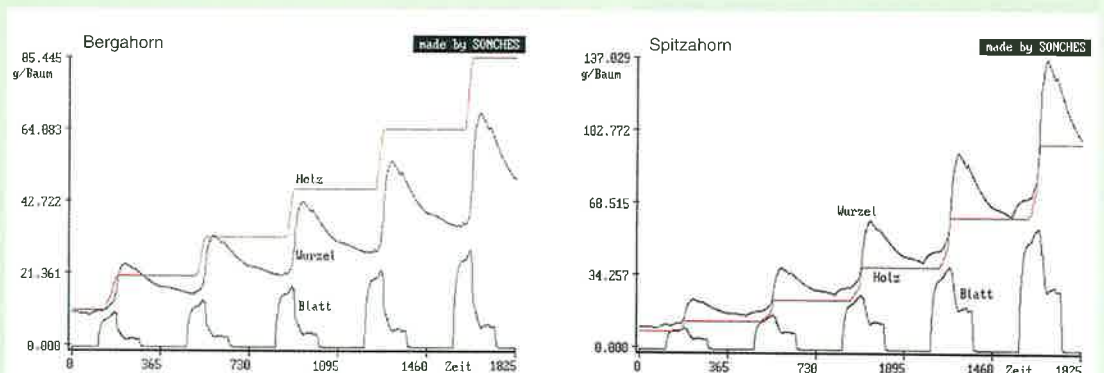 Bergahorn
made by SONCHES
85.445
g/Baum
64.083
42.722
21.361
0.000
Holz
Wurzel
Blatt
0 365 730 1095 1460 Zeit 1825
Spitzahorn
made by SONCHES
137.029
g/Baum
102.772
68.515
34.257
0.000
Wurzel
Holz
Blatt
0 365 730 1095 1460 Zeit 1825